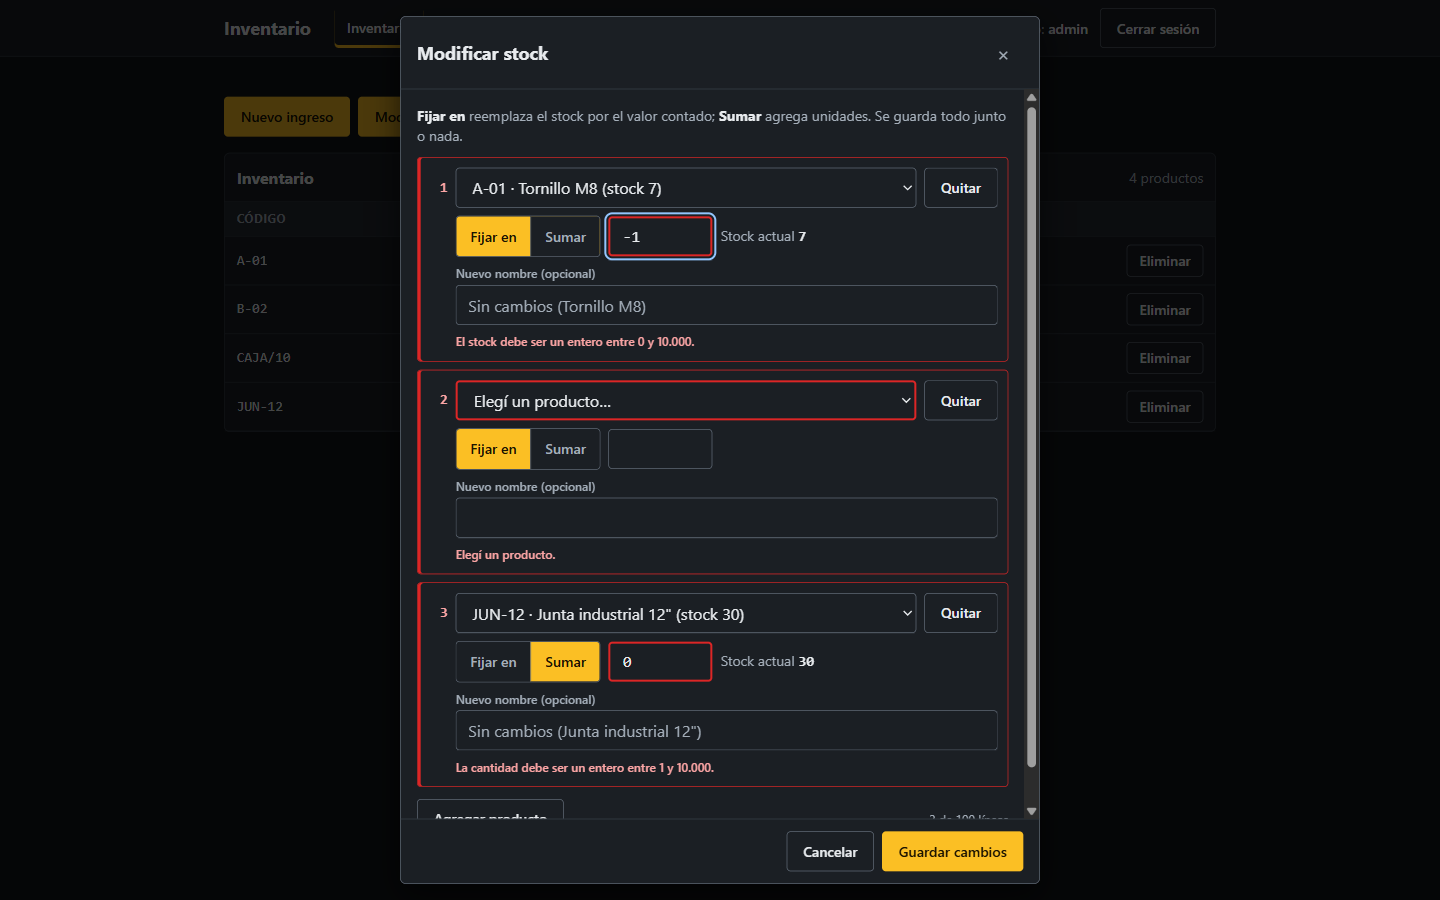 Inventario
Inventar
: admin
Cerrar sesión
Modificar stock
×
Nuevo ingreso
Fijar en reemplaza el stock por el valor contado; Sumar agrega unidades. Se guarda todo junto
o nada.
Inventario
4 productos
CÓDIGO
A-01
Eliminar
B-02
Eliminar
CAJA/10
Eliminar
JUN-12
Eliminar
1
A-01 · Tornillo M8 (stock 7)
Quitar
Fijar en
Sumar
-1
Stock actual 7
Nuevo nombre (opcional)
Sin cambios (Tornillo M8)
El stock debe ser un entero entre 0 y 10.000.
2
Elegí un producto...
Quitar
Fijar en
Sumar
Nuevo nombre (opcional)
Elegí un producto.
3
JUN-12 · Junta industrial 12" (stock 30)
Quitar
Fijar en
Sumar
0
Stock actual 30
Nuevo nombre (opcional)
Sin cambios (Junta industrial 12")
La cantidad debe ser un entero entre 1 y 10.000.
Agregar producto
3 de 100 líneas
Cancelar
Guardar cambios